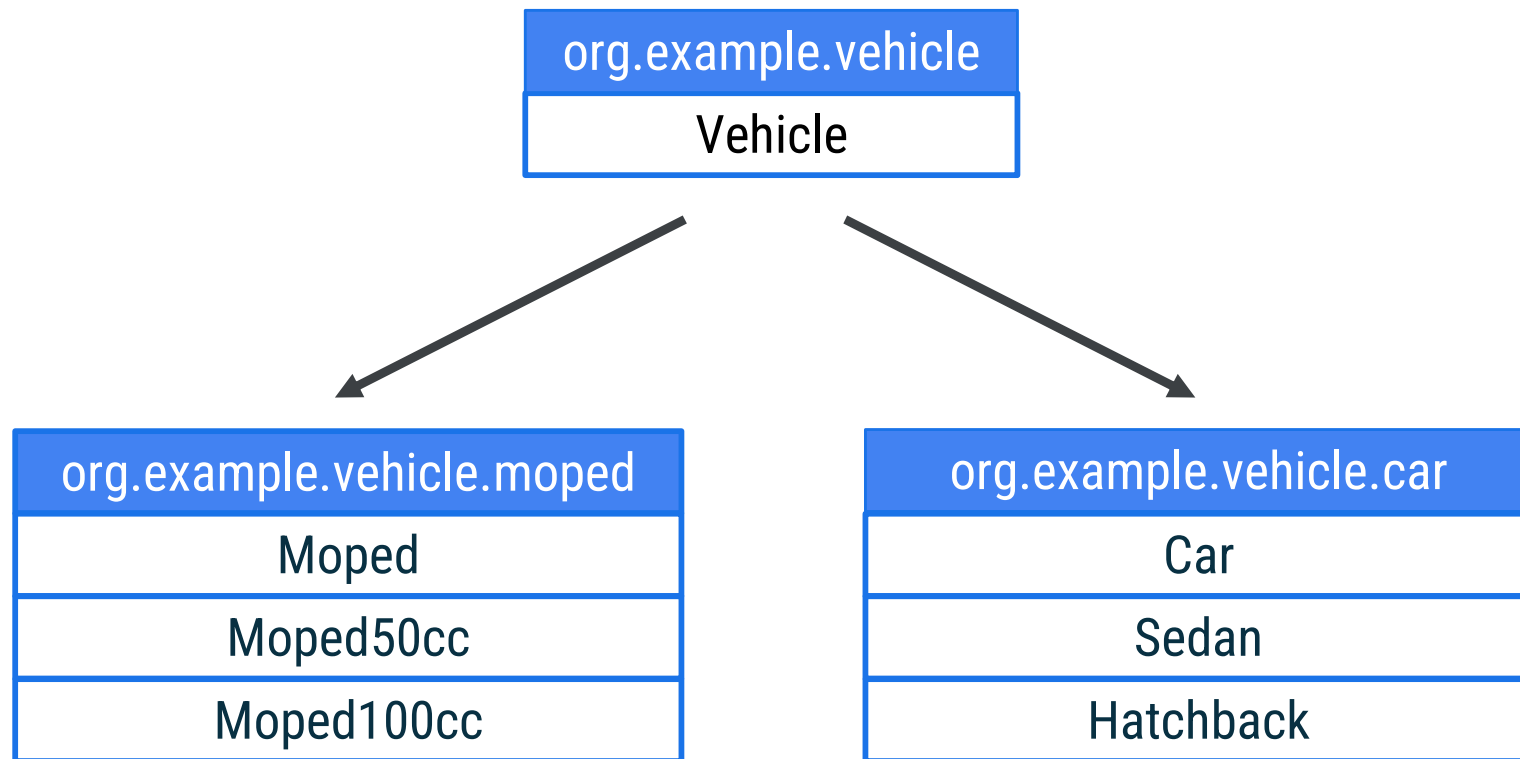 org.example.vehicle
Vehicle
org.example.vehicle.moped
Moped
Moped50cc
Moped100cc
org.example.vehicle.car
Car
Sedan
Hatchback